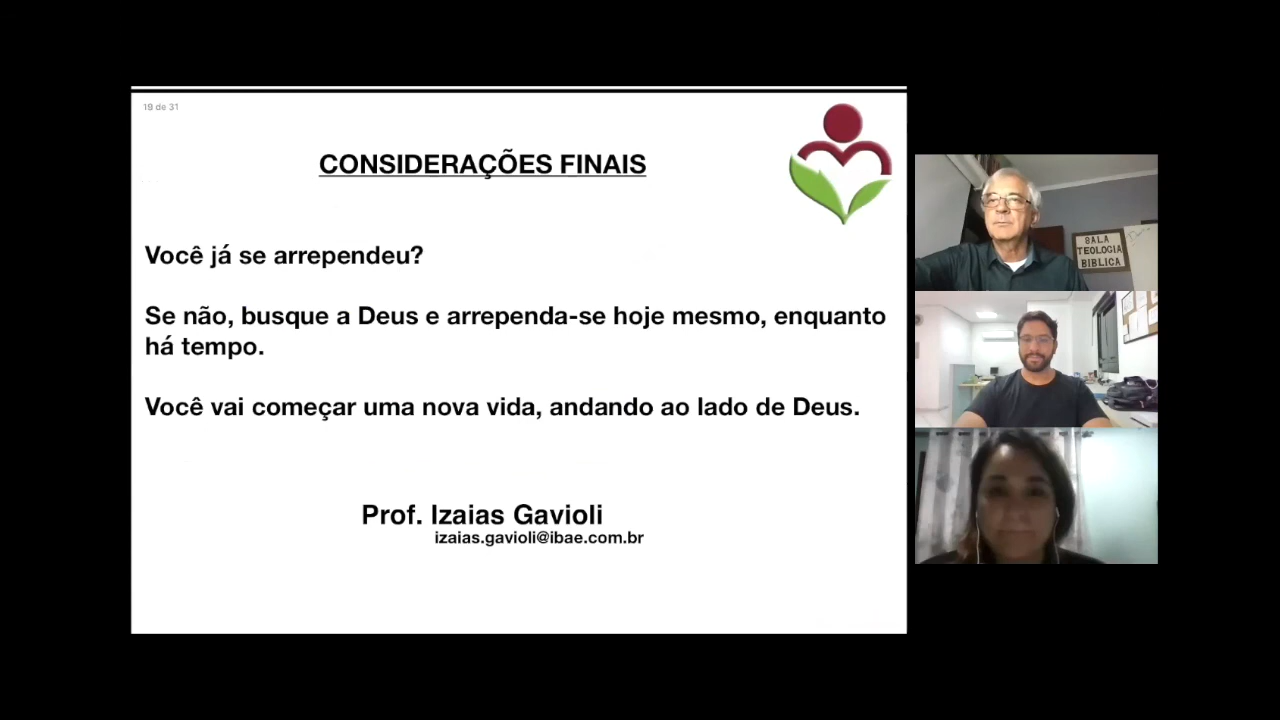 19 de 31
CONSIDERAÇÕES FINAIS
Você já se arrependeu?
Se não, busque a Deus e arrependa-se hoje mesmo, enquanto
há tempo.
Você vai começar uma nova vida, andando ao lado de Deus.
Prof. Izaias Gavioli
izaias.gavioli@ibae.com.br
SALA
TEOLOGIA
BIBLICA